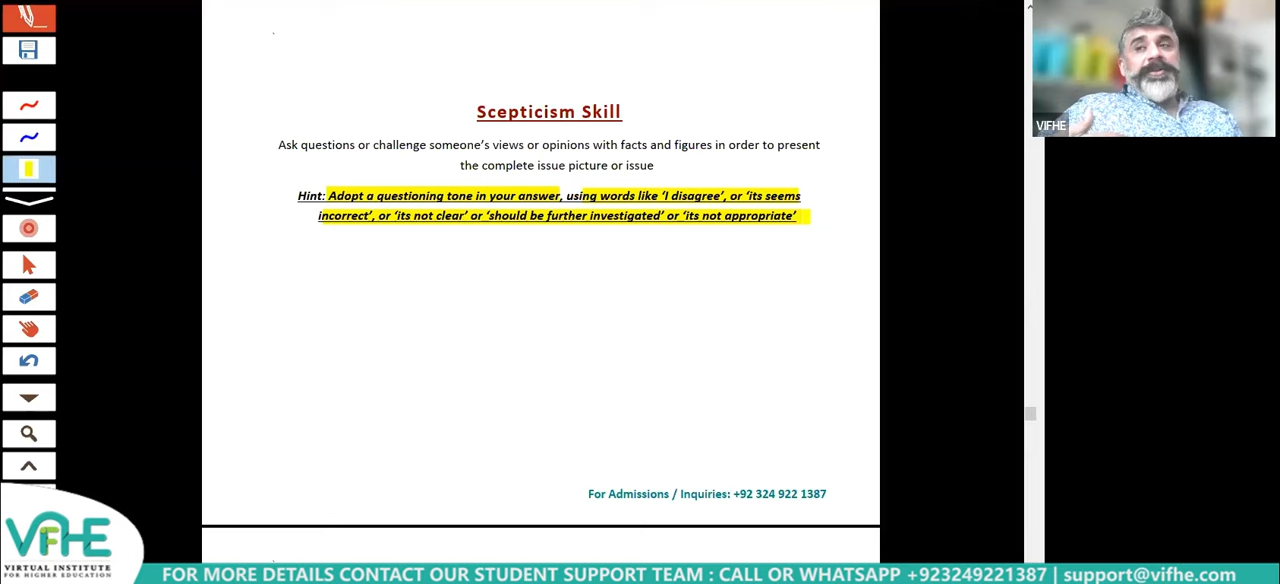 VIFHE
Scepticism Skill
Ask questions or challenge someone's views or opinions with facts and figures in order to present
the complete issue picture or issue
Hint: Adopt a questioning tone in your answer, using words like 'I disagree', or 'its seems
incorrect', or 'its not clear' or 'should be further investigated' or 'its not appropriate'
For Admissions / Inquiries: +92 324 922 1387
VIFHE
VIRTUAL INSTITUTE
FOR HIGHER EDUCATION
FOR MORE DETAILS CONTACT OUR STUDENT SUPPORT TEAM : CALL OR WHATSAPP +923249221387 | support@vifhe.com